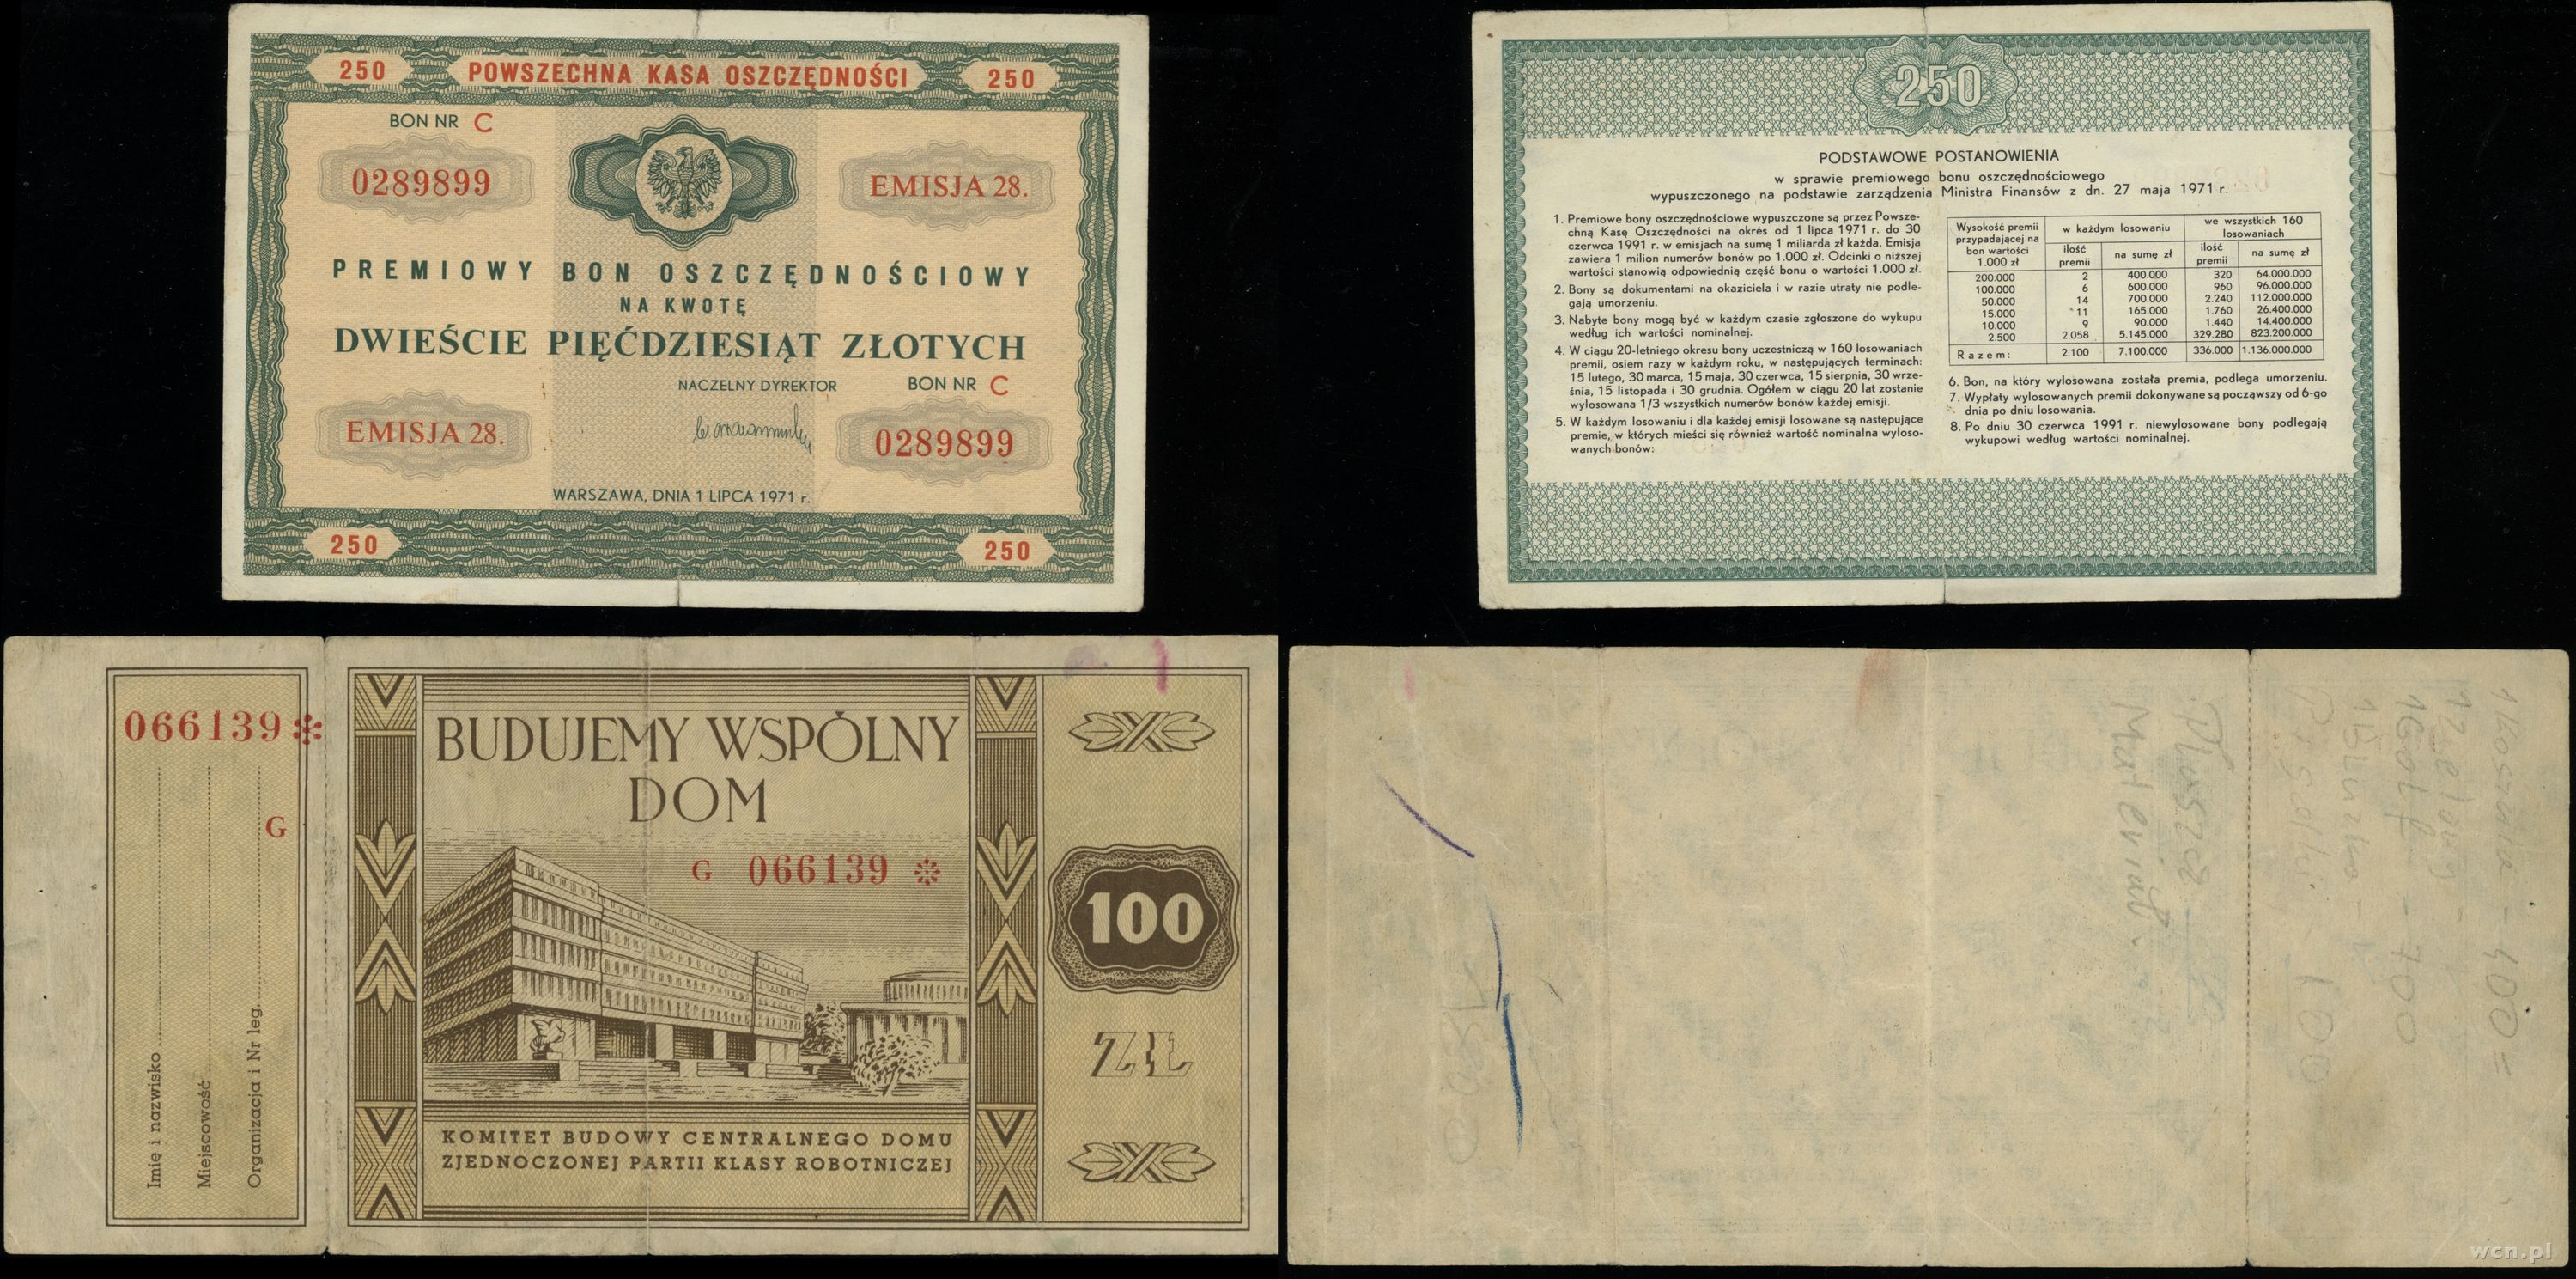 250 POWSZECHNA KASA OSZCZĘDNOŚCI 250
BON NR C
0289899
EMISJA 28.
PREMIOWY BON OSZCZĘDNOŚCIOWY
NA KWOTĘ
DWIEŚCIE PIĘĆDZIESIĄT ZŁOTYCH
NACZELNY DYREKTOR
BON NR C
EMISJA 28.
0289899
WARSZAWA, DNIA 1 LIPCA 1971 r.
250
250
250
PODSTAWOWE POSTANOWIENIA
w sprawie premiowego bonu oszczędnościowego
wypuszczonego na podstawie zarządzenia Ministra Finansów z dn. 27 maja 1971 r.
1. Premiowe bony oszczędnościowe wypuszczone są przez Powsze-
chną Kasę Oszczędności na okres od 1 lipca 1971 r. do 30
czerwca 1991 r. w emisjach na sumę 1 miliarda zł każda. Emisja
zawiera 1 milion numerów bonów po 1.000 zł. Odcinki o niższej
wartości stanowią odpowiednią część bonu o wartości 1.000 zł.
2. Bony są dokumentami na okaziciela i w razie utraty nie podle-
gają umorzeniu.
3. Nabyte bony mogą być w każdym czasie zgłoszone do wykupu
według ich wartości nominalnej.
4. W ciągu 20-letniego okresu bony uczestniczą w 160 losowaniach
premii, osiem razy w każdym roku, w następujących terminach:
15 lutego, 30 marca, 15 maja, 30 czerwca, 15 sierpnia, 30 wrze-
śnia, 15 listopada i 30 grudnia. Ogółem w ciągu 20 lat zostanie
wylosowana 1/3 wszystkich numerów bonów każdej emisji.
5. W każdym losowaniu i dla każdej emisji losowane są następujące
premie, w których mieści się również wartość nominalna wyloso-
wanych bonów:
Wysokość premii
przypadającej na
bon wartości
1.000 zł
w każdym losowaniu
we wszystkich 160
losowaniach
ilość
premii
na sumę zł
ilość
premii
na sumę zł
200.000 2 400.000 320 64.000.000
100.000 6 600.000 960 96.000.000
50.000 14 700.000 2.240 112.000.000
15.000 11 165.000 1.760 26.400.000
10.000 9 90.000 1.440 14.400.000
2.500 2.058 5.145.000 329.280 823.200.000
Razem: 2.100 7.100.000 336.000 1.136.000.000
6. Bon, na który wylosowana została premia, podlega umorzeniu.
7. Wypłaty wylosowanych premii dokonywane są począwszy od 6-go
dnia po dniu losowania.
8. Po dniu 30 czerwca 1991 r. niewylosowane bony podlegają
wykupowi według wartości nominalnej.
066139*
G
Imię i nazwisko
Miejscowość
Organizacja i Nr leg.
BUDUJEMY WSPÓLNY
DOM
G 066139 *
100
ZŁ
KOMITET BUDOWY CENTRALNEGO DOMU
ZJEDNOCZONEJ PARTII KLASY ROBOTNICZEJ
wcn.pl